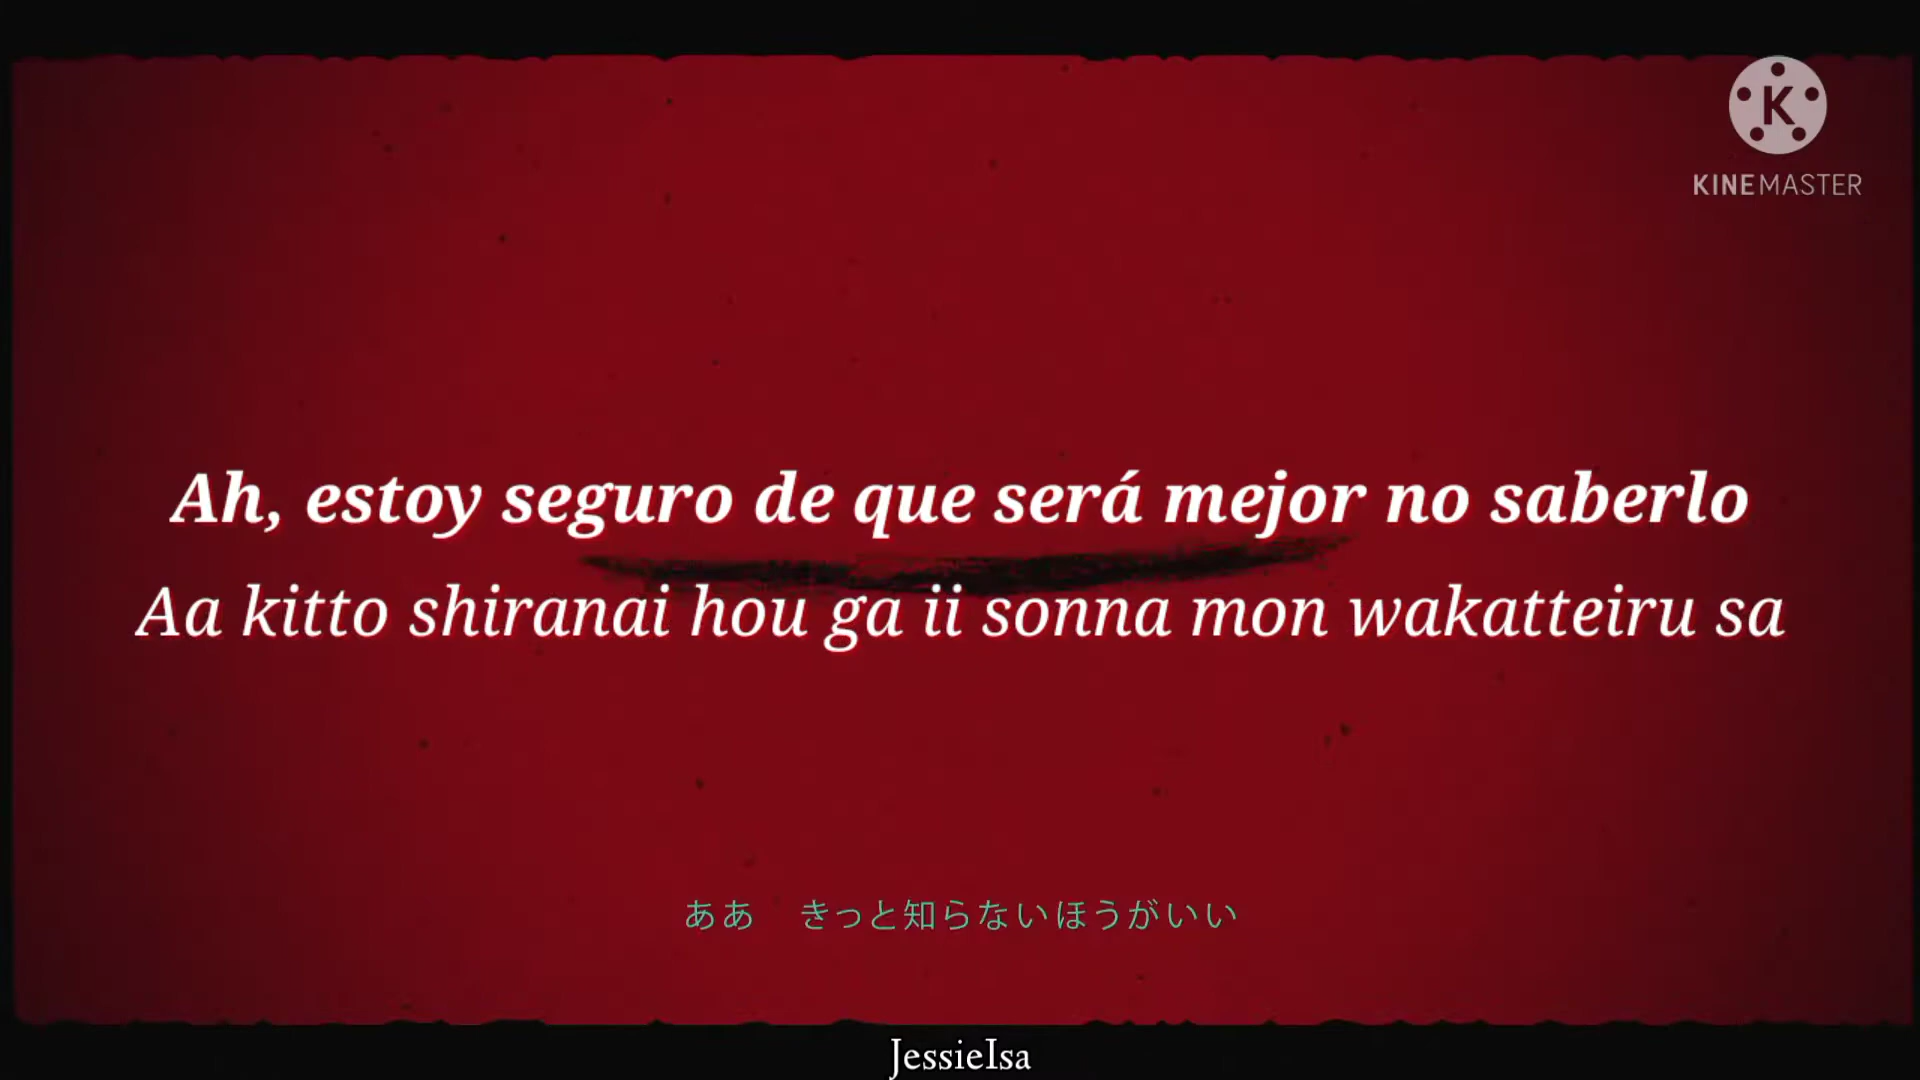 KINEMASTER
Ah, estoy seguro de que será mejor no saberlo
Aa kitto shiranai hou ga ii sonna mon wakatteiru sa
ああ　きっと知らないほうがいい
JessieIsa